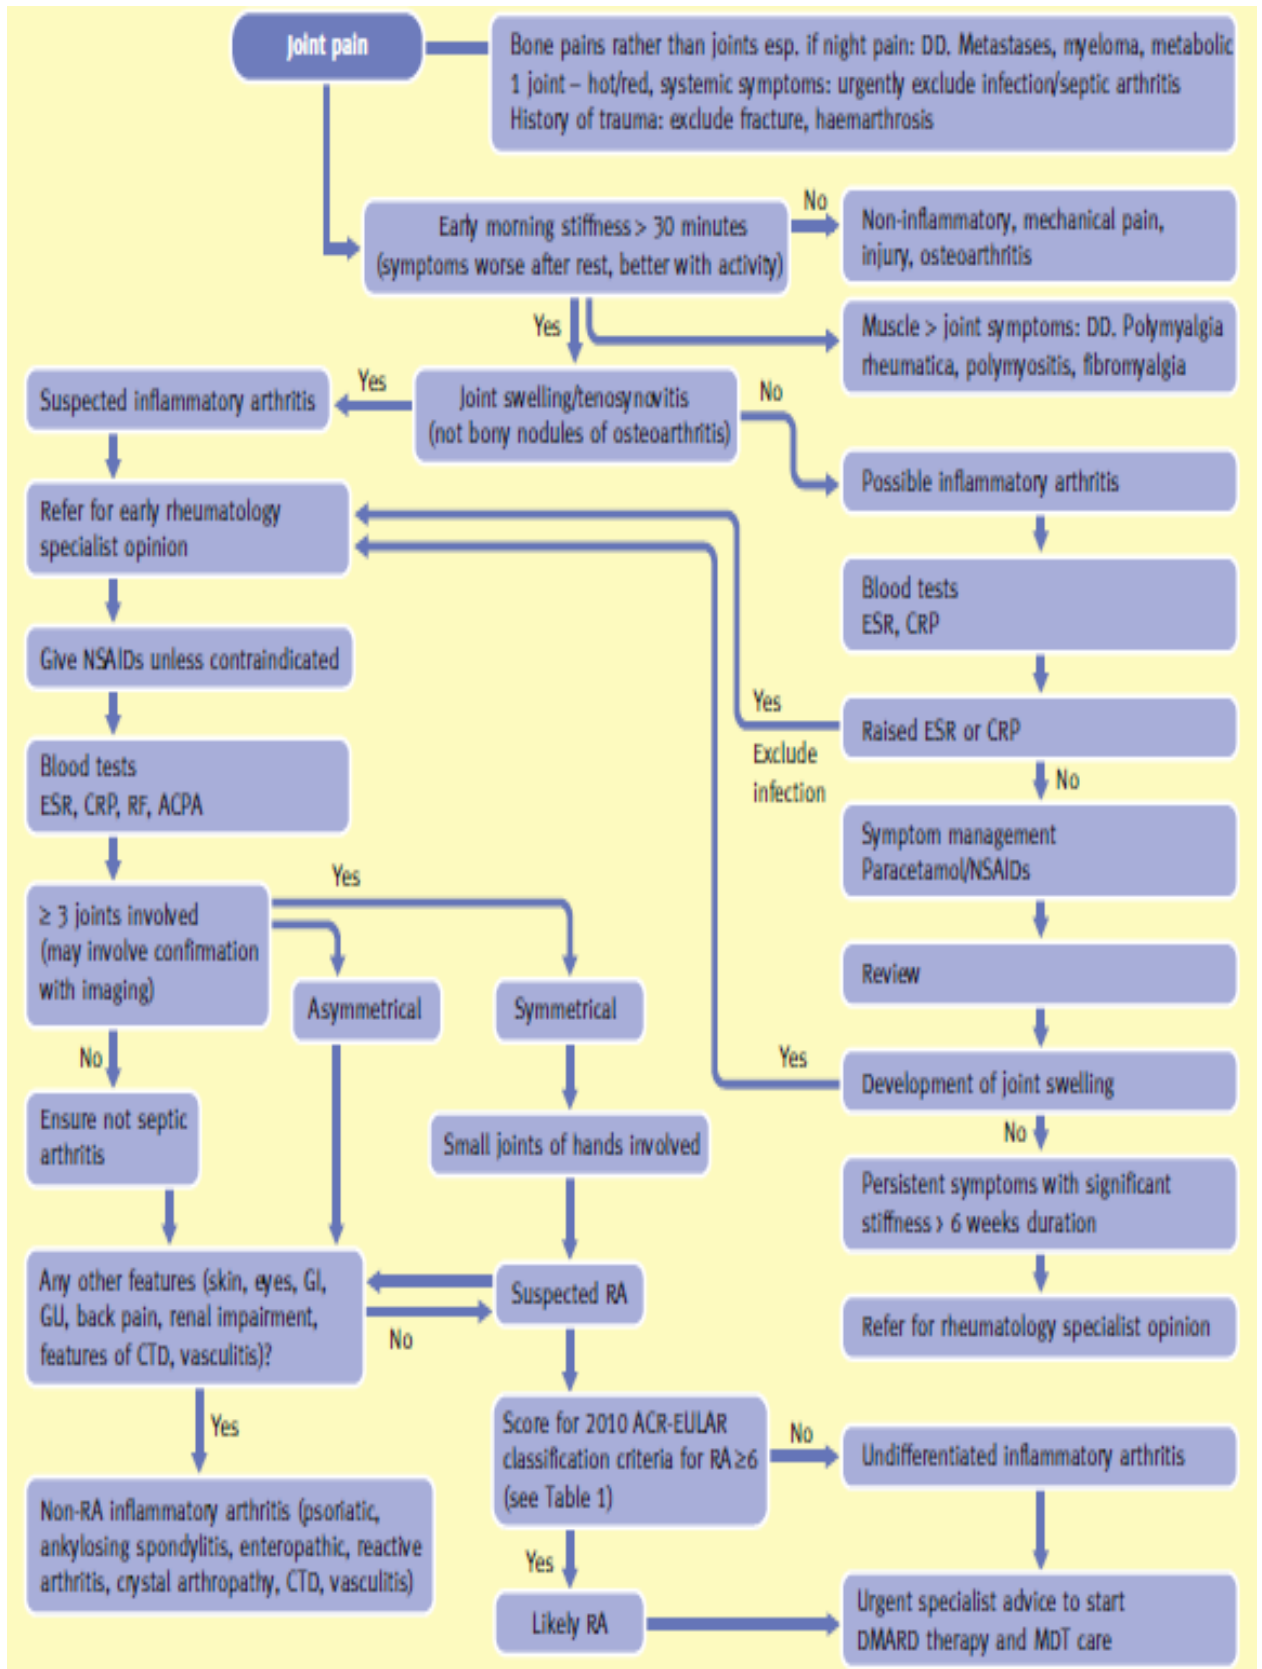 Joint pain
Bone pains rather than joints esp. if night pain: DD. Metastases, myeloma, metabolic
1 joint – hot/red, systemic symptoms: urgently exclude infection/septic arthritis
History of trauma: exclude fracture, haemarthrosis
Early morning stiffness > 30 minutes
(symptoms worse after rest, better with activity)
No
Non-inflammatory, mechanical pain,
injury, osteoarthritis
Yes
Muscle > joint symptoms: DD. Polymyalgia
rheumatica, polymyositis, fibromyalgia
Joint swelling/tenosynovitis
(not bony nodules of osteoarthritis)
Yes
Suspected inflammatory arthritis
No
Possible inflammatory arthritis
Refer for early rheumatology
specialist opinion
Blood tests
ESR, CRP
Give NSAIDs unless contraindicated
Yes
Exclude
infection
Raised ESR or CRP
No
Blood tests
ESR, CRP, RF, ACPA
Symptom management
Paracetamol/NSAIDs
Yes
≥ 3 joints involved
(may involve confirmation
with imaging)
Review
Asymmetrical
Symmetrical
No
Yes
Development of joint swelling
No
Ensure not septic
arthritis
Small joints of hands involved
Persistent symptoms with significant
stiffness > 6 weeks duration
Any other features (skin, eyes, GI,
GU, back pain, renal impairment,
features of CTD, vasculitis)?
No
Suspected RA
Refer for rheumatology specialist opinion
Yes
Score for 2010 ACR-EULAR
classification criteria for RA ≥6
(see Table 1)
No
Undifferentiated inflammatory arthritis
Non-RA inflammatory arthritis (psoriatic,
ankylosing spondylitis, enteropathic, reactive
arthritis, crystal arthropathy, CTD, vasculitis)
Yes
Likely RA
Urgent specialist advice to start
DMARD therapy and MDT care